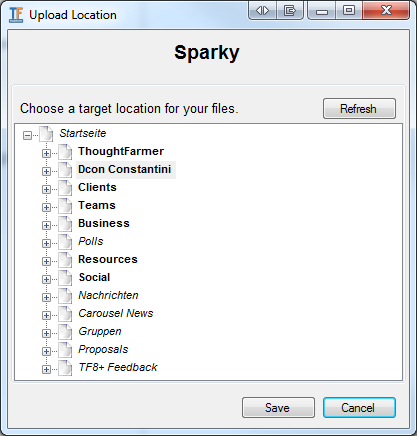 TF Upload Location
Sparky
Choose a target location for your files.
Refresh
Startseite
ThoughtFarmer
Dcon Constantini
Clients
Teams
Business
Polls
Resources
Social
Nachrichten
Carousel News
Gruppen
Proposals
TF8+ Feedback
Save
Cancel